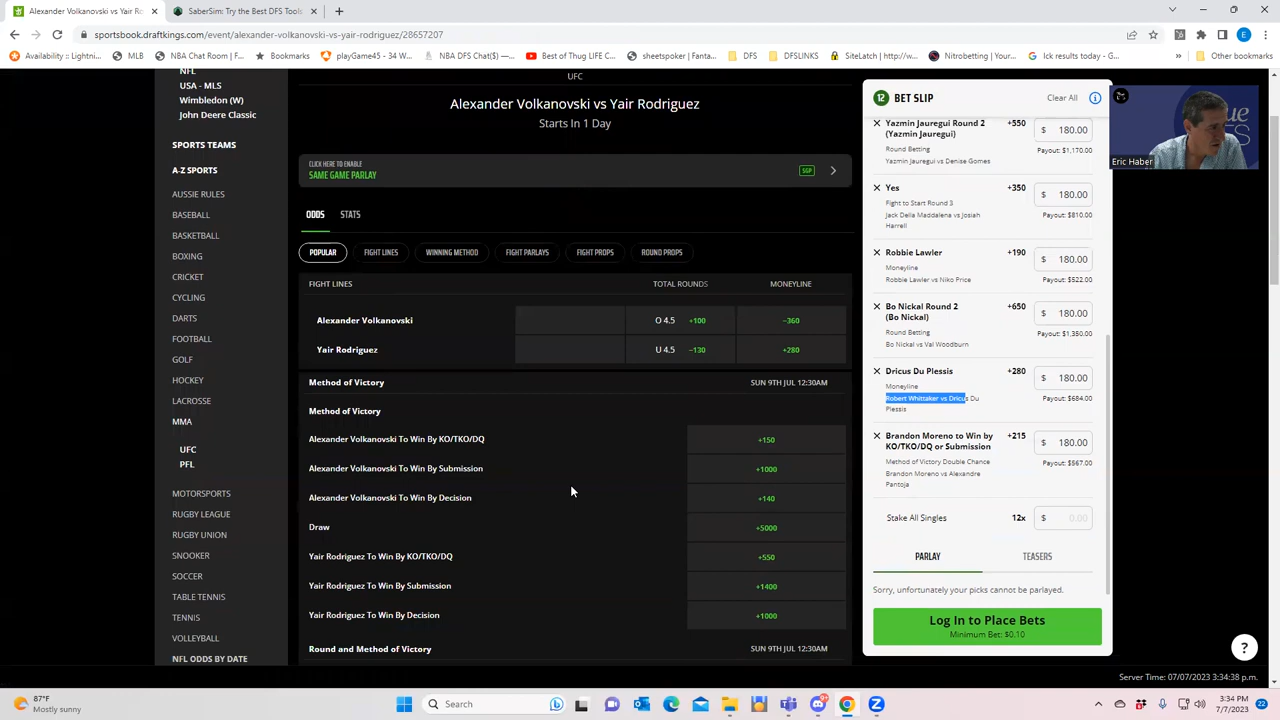 Alexander Volkanovski vs Yair Ro
SaberSim: Try the Best DFS Tools
sportsbook.draftkings.com/event/alexander-volkanovski-vs-yair-rodriguez/28657207
Availability :: Lightni...
MLB
NBA Chat Room | F...
Bookmarks
playGame45 - 34 W...
NBA DFS Chat($) -...
Best of Thug LIFE C...
sheetspoker - Twitch
DFS
DFSLINKS
SiteLatch (http://w...
Nitrobetting | Your...
Ick results today - G...
»
Other bookmarks
NFL
USA - MLS
Wimbledon (W)
John Deere Classic
SPORTS TEAMS
A-Z SPORTS
AUSSIE RULES
BASEBALL
BASKETBALL
BOXING
CRICKET
CYCLING
DARTS
FOOTBALL
GOLF
HOCKEY
LACROSSE
MMA
UFC
PFL
MOTORSPORTS
RUGBY LEAGUE
RUGBY UNION
SNOOKER
SOCCER
TABLE TENNIS
TENNIS
VOLLEYBALL
NFL ODDS BY DATE
UFC
Alexander Volkanovski vs Yair Rodriguez
Starts In 1 Day
CLICK HERE TO ENABLE
SAME GAME PARLAY
SGP
ODDS
STATS
POPULAR
FIGHT LINES
WINNING METHOD
FIGHT PARLAYS
FIGHT PROPS
ROUND PROPS
FIGHT LINES
TOTAL ROUNDS
MONEYLINE
Alexander Volkanovski
O 4.5 +100
−360
Yair Rodriguez
U 4.5 −130
+280
Method of Victory
SUN 9TH JUL 12:30AM
Method of Victory
Alexander Volkanovski To Win By KO/TKO/DQ
+150
Alexander Volkanovski To Win By Submission
+1000
Alexander Volkanovski To Win By Decision
+140
Draw
+5000
Yair Rodriguez To Win By KO/TKO/DQ
+550
Yair Rodriguez To Win By Submission
+1400
Yair Rodriguez To Win By Decision
+1000
Round and Method of Victory
SUN 9TH JUL 12:30AM
12
BET SLIP
Clear All
Yazmin Jauregui Round 2
(Yazmin Jauregui)
+550
$ 180.00
Round Betting
Payout: $1,170.00
Yazmin Jauregui vs Denise Gomes
Yes
+350
$ 180.00
Fight to Start Round 3
Payout: $810.00
Jack Della Maddalena vs Josiah
Harrell
Robbie Lawler
+190
$ 180.00
Moneyline
Robbie Lawler vs Niko Price
Payout: $522.00
Bo Nickal Round 2
(Bo Nickal)
+650
$ 180.00
Round Betting
Payout: $1,350.00
Bo Nickal vs Val Woodburn
Dricus Du Plessis
+280
$ 180.00
Moneyline
Robert Whittaker vs Dricus Du
Plessis
Payout: $684.00
Brandon Moreno to Win by
KO/TKO/DQ or Submission
+215
$ 180.00
Method of Victory Double Chance
Payout: $567.00
Brandon Moreno vs Alexandre
Pantoja
Stake All Singles
12x
$ 0.00
PARLAY
TEASERS
Sorry, unfortunately your picks cannot be parlayed.
Log In to Place Bets
Minimum Bet: $0.10
Eric Haber
?
Server Time: 07/07/2023 3:34:38 p.m.
87°F
Mostly sunny
Search
3:34 PM
7/7/2023
22